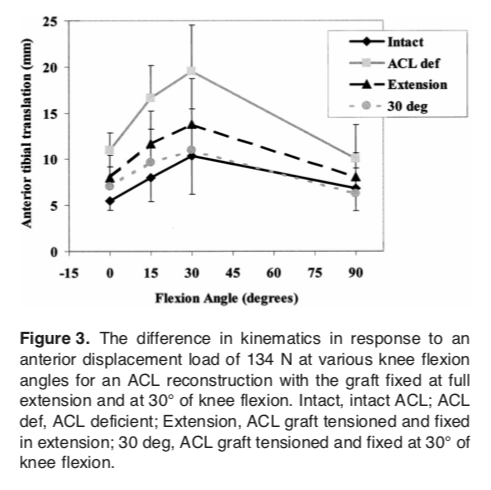 25
20
15
10
5
0
Anterior tibial translation (mm)
Intact
ACL def
Extension
30 deg
-15 0 15 30 45 60 75 90
Flexion Angle (degrees)
Figure 3. The difference in kinematics in response to an
anterior displacement load of 134 N at various knee flexion
angles for an ACL reconstruction with the graft fixed at full
extension and at 30° of knee flexion. Intact, intact ACL; ACL
def, ACL deficient; Extension, ACL graft tensioned and fixed
in extension; 30 deg, ACL graft tensioned and fixed at 30° of
knee flexion.